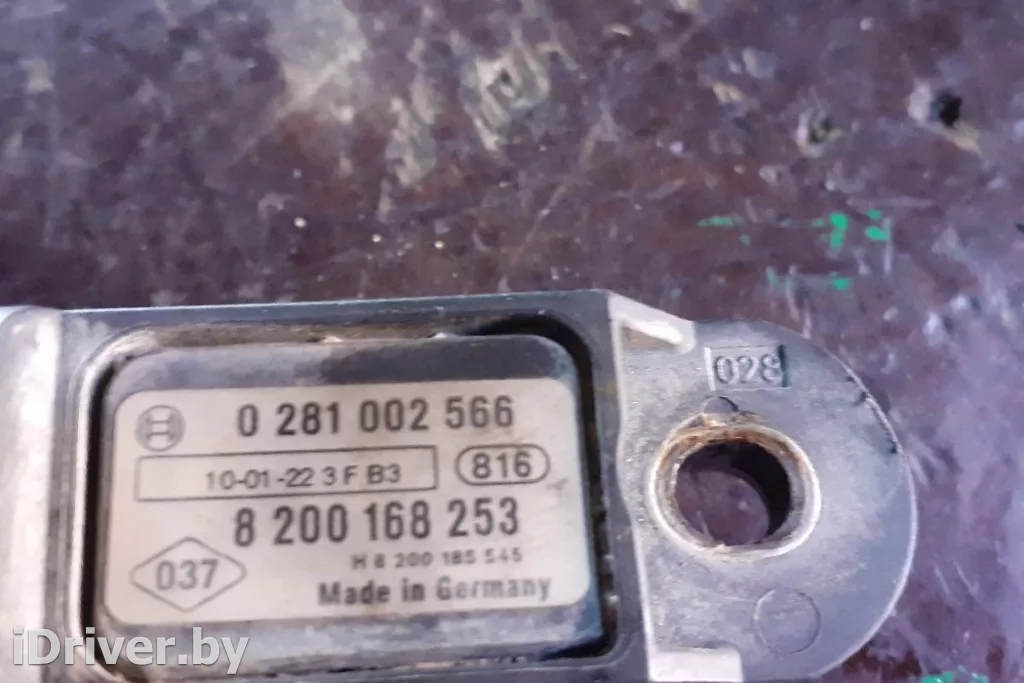 028
0 281 002 566
10-01-22 3 F B3
816
8 200 168 253
H 8 200 185 545
037
Made in Germany
iDriver.by